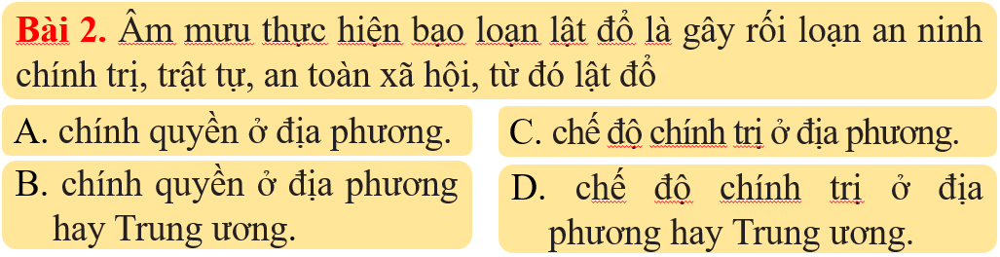 Bài 2. Âm mưu thực hiện bạo loạn lật đổ là gây rối loạn an ninh
chính trị, trật tự, an toàn xã hội, từ đó lật đổ
A. chính quyền ở địa phương.
B. chính quyền ở địa phương
hay Trung ương.
C. chế độ chính trị ở địa phương.
D. chế độ chính trị ở địa
phương hay Trung ương.